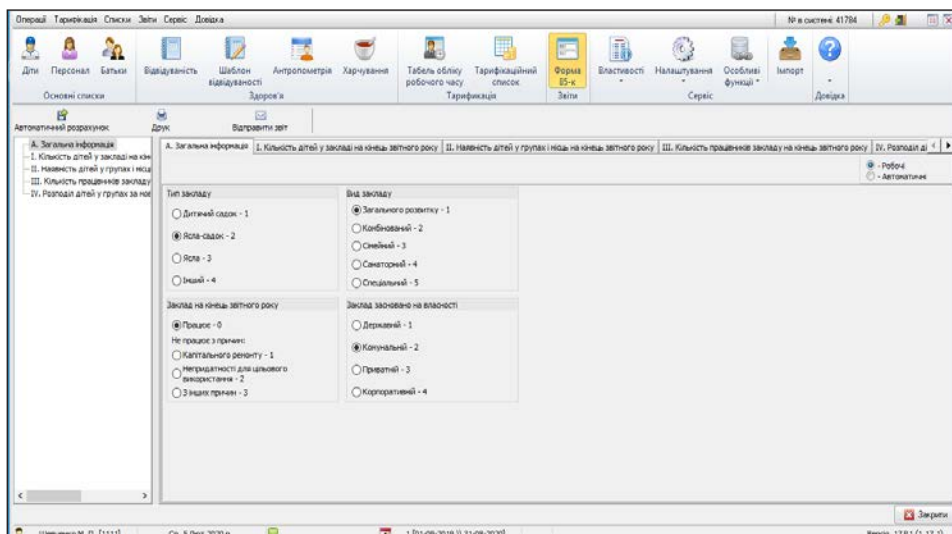 Операції Тарифікація Списки Звіти Сервіс Довідка
№ в системі: 41784
Діти Персонал Батьки Відвідуваність Шаблон відвідуваності Антропометрія Харчування Табель обліку робочого часу Тарифікаційний список Форма 85-к Властивості Налаштування Особливі функції Імпорт
Основні списки Здоров'я Тарифікація Звіти Сервіс Довідка
Автоматичний розрахунок Друк Відправити звіт
А. Загальна інформація
I. Кількість дітей у закладі на кін
II. Наявність дітей у групах і місц
III. Кількість працівників закладу
IV. Розподіл дітей у групах за
А. Загальна інформація I. Кількість дітей у закладі на кінець звітного року II. Наявність дітей у групах і місць на кінець звітного року III. Кількість працівників закладу на кінець звітного року IV. Розподіл ді
- Робочі
- Автоматичні
Тип закладу
Дитячий садок - 1
Ясла-садок - 2
Ясла - 3
Інший - 4
Вид закладу
Загального розвитку - 1
Комбінований - 2
Сімейний - 3
Санаторний - 4
Спеціальний - 5
Заклад на кінець звітного року
Працює - 0
Не працює з причин:
Капітального ремонту - 1
Непридатності для цільового
використання - 2
З інших причин - 3
Заклад засновано на власності
Державній - 1
Комунальній - 2
Приватній - 3
Корпоративній - 4
Закрити